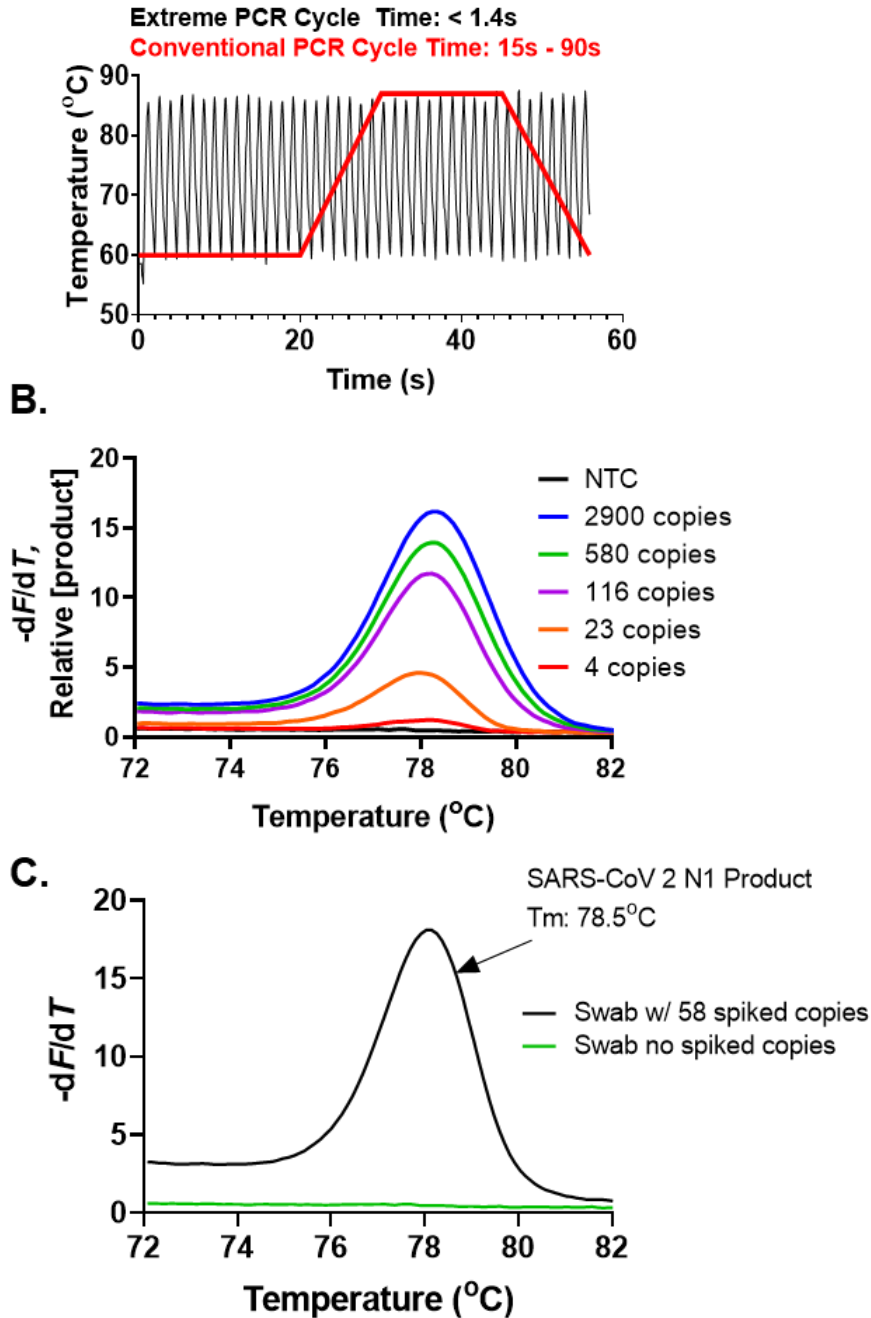 Extreme PCR Cycle Time: < 1.4s
Conventional PCR Cycle Time: 15s - 90s
Temperature (°C)
90
80
70
60
50
0
20
40
60
Time (s)
B.
-dF/dT,
Relative [product]
20
15
10
5
0
NTC
2900 copies
580 copies
116 copies
23 copies
4 copies
72
74
76
78
80
82
Temperature (°C)
C.
SARS-CoV 2 N1 Product
Tm: 78.5°C
-dF/dT
20
15
10
5
0
Swab w/ 58 spiked copies
Swab no spiked copies
72
74
76
78
80
82
Temperature (°C)